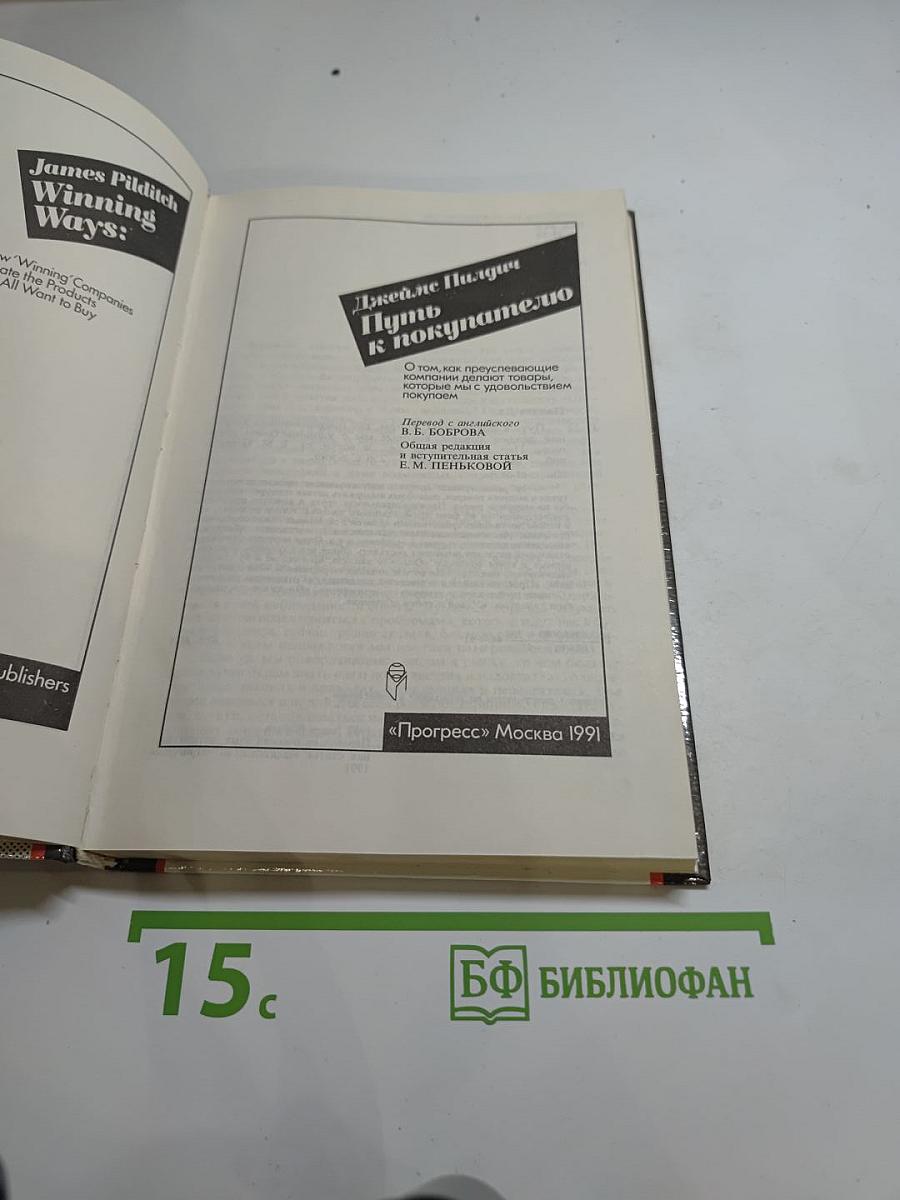 James Pilditch
Winning
Ways:
'Winning' Companies
ate the Products
All Want to Buy
ublishers
Джеймс Пилдич
Путь
к покупателю
О том, как преуспевающие
компании делают товары,
которые мы с удовольствием
покупаем
Перевод с английского
В. Б. БОБРОВА
Общая редакция
и вступительная статья
Е. М. ПЕНЬКОВОЙ
«Прогресс» Москва 1991
15 с
БФ БИБЛИОФАН